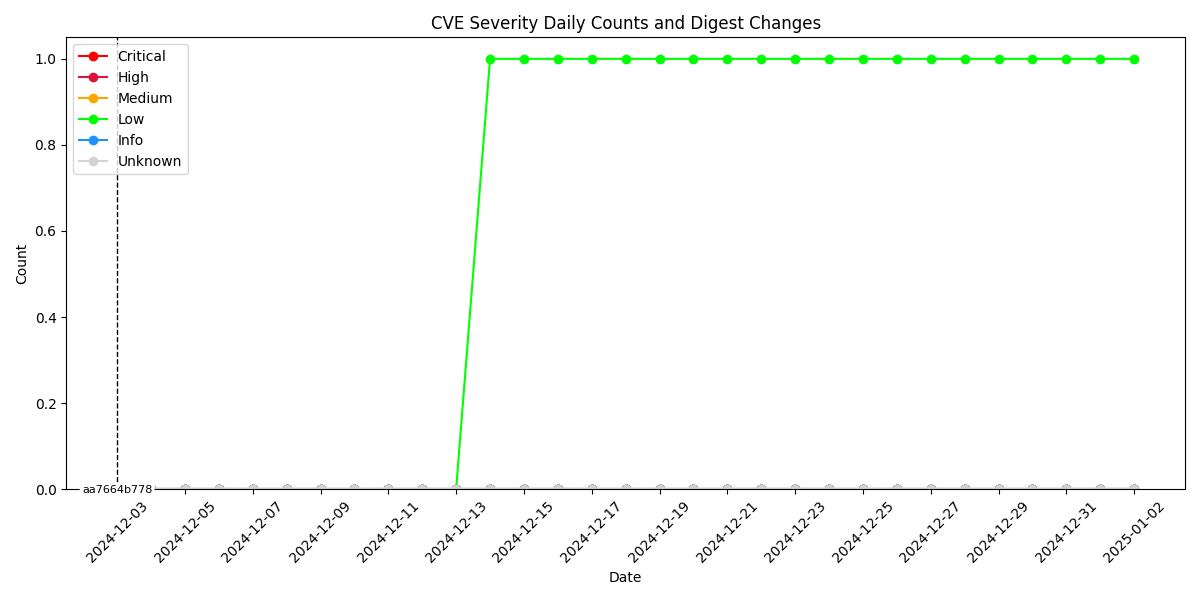 CVE Severity Daily Counts and Digest Changes
Critical
High
Medium
Low
Info
Unknown
1.0
0.8
0.6
0.4
0.2
0.0
Count
aa7664b778
2024-12-03
2024-12-05
2024-12-07
2024-12-09
2024-12-11
2024-12-13
2024-12-15
2024-12-17
2024-12-19
2024-12-21
2024-12-23
2024-12-25
2024-12-27
2024-12-29
2024-12-31
2025-01-02
Date